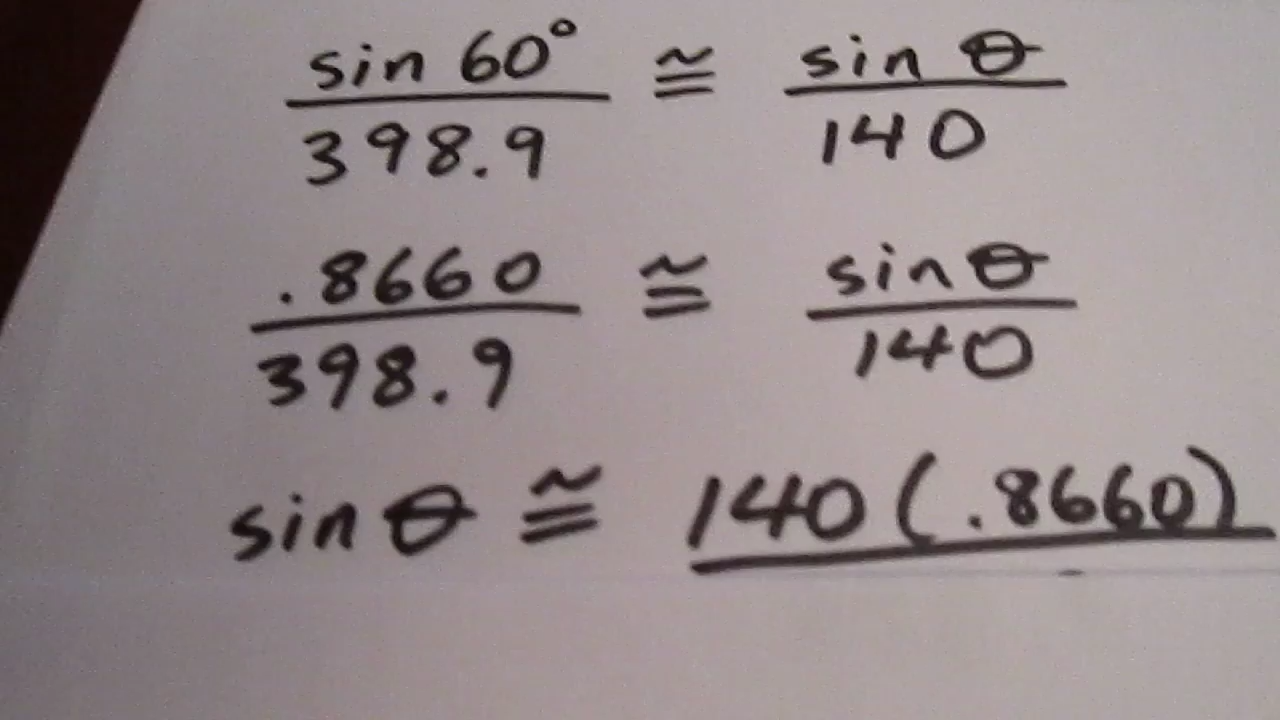 sin 60° ≅ sin θ
398.9 140
.8660 ≅ sin θ
398.9 140
sin θ ≅ 140 (.8660)